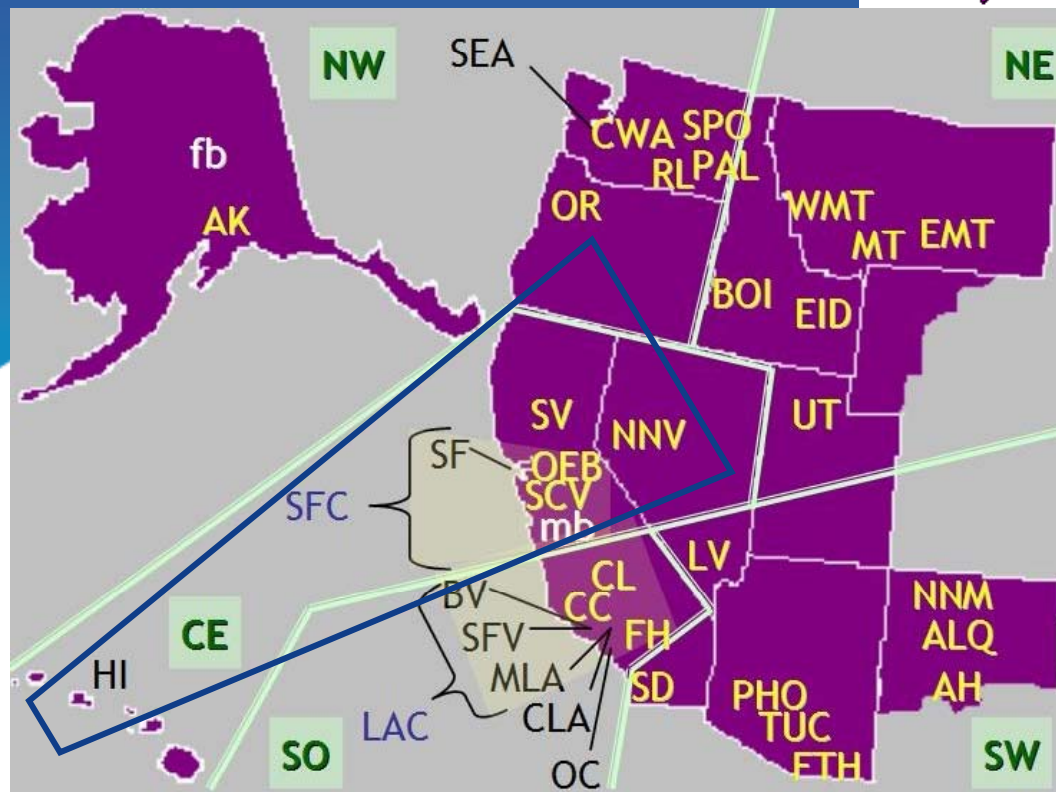 NW
SEA
NE
CWA
SPO
RL
PAL
fb
AK
OR
WMT
MT
EMT
BOI
EID
SV
NNV
UT
SF
OEB
SCV
SFC
mb
LV
CL
BV
CC
NNM
CE
SFV
FH
ALQ
HI
MLA
SD
PHO
AH
LAC
CLA
TUC
SO
OC
FTH
SW